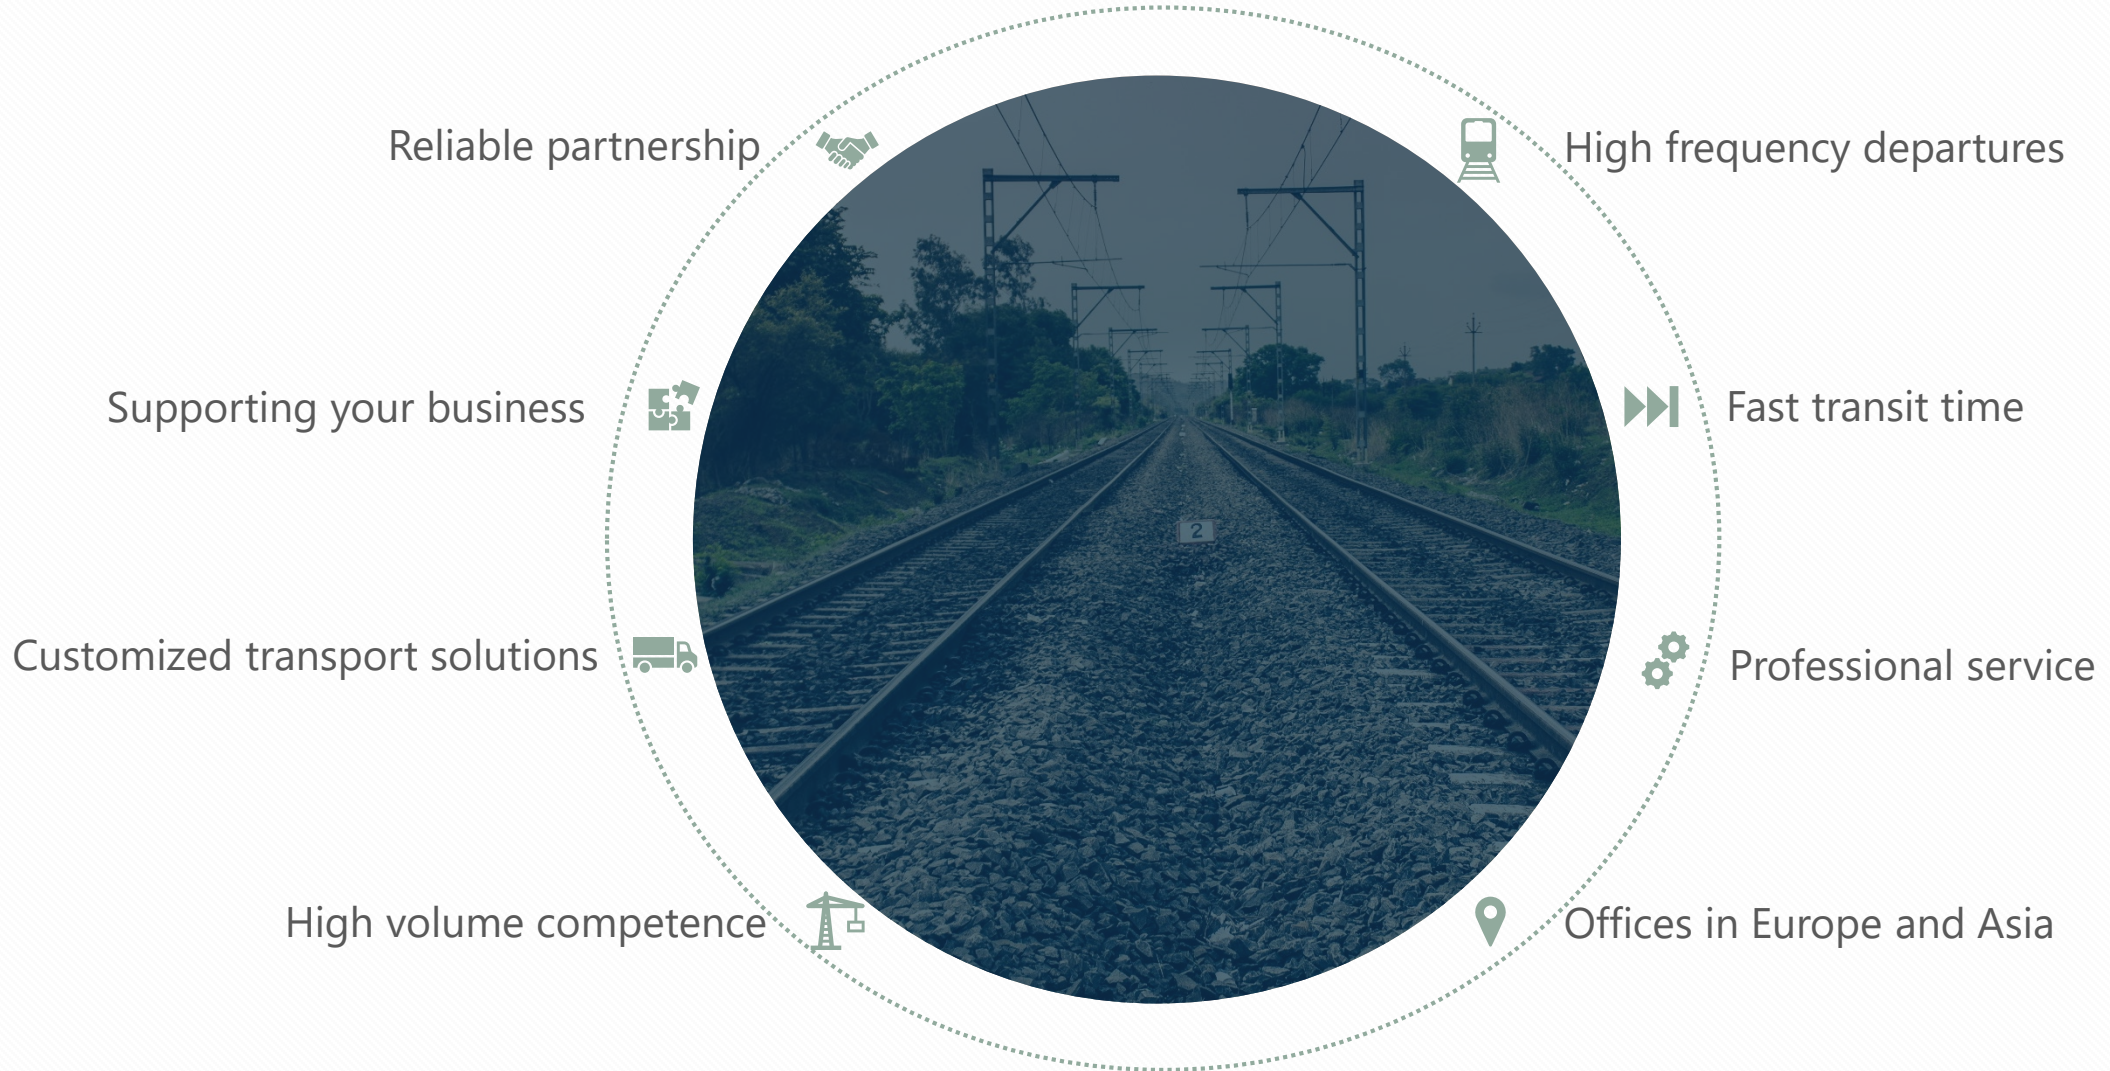 Reliable partnership
High frequency departures
Supporting your business
Fast transit time
2
Customized transport solutions
Professional service
High volume competence
Offices in Europe and Asia